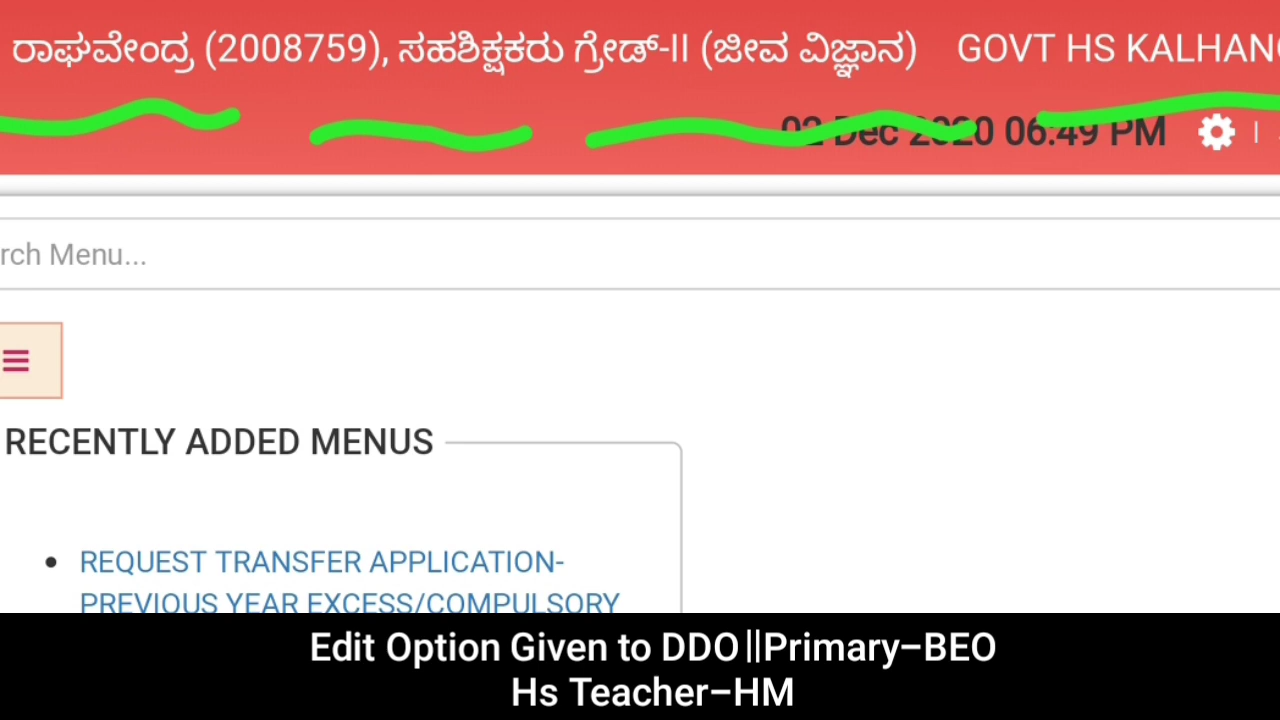 ರಾಘವೇಂದ್ರ (2008759), ಸಹಶಿಕ್ಷಕರು ಗ್ರೇಡ್-II (ಜೀವ ವಿಜ್ಞಾನ) GOVT HS KALHAN
02 Dec 2020 06:49 PM
rch Menu...
RECENTLY ADDED MENUS
REQUEST TRANSFER APPLICATION-
PREVIOUS YEAR EXCESS/COMPULSORY
Edit Option Given to DDO||Primary–BEO
Hs Teacher–HM